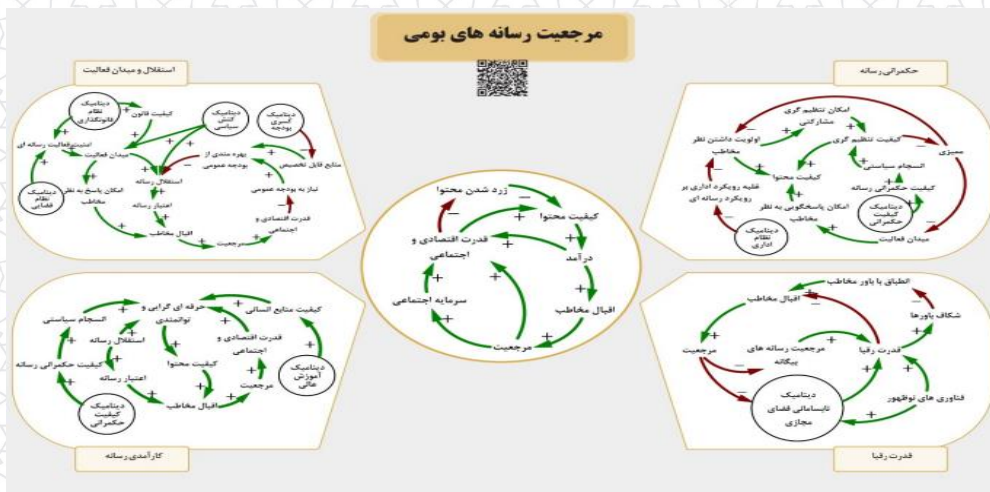 مرجعیت رسانه های بومی
حکمرانی رسانه
امکان تنظیم گری
مشارکتی
اولویت داشتن نظر
مخاطب
کیفیت تنظیم گری
ممیزی
انسجام سیاستی
کیفیت محتوا
کیفیت حکمرانی رسانه
غلبه رویکرد اداری بر
رویکرد رسانه ای
امکان پاسخگویی به نظر
مخاطب
دینامیک
کیفیت
حکمرانی
دینامیک
نظام
اداری
میدان فعالیت
استقلال و میدان فعالیت
دینامیک
نظام
قانونگذاری
کیفیت قانون
دینامیک
کنش
سیاسی
دینامیک
کسری
بودجه
امنیت فعالیت رسانه ای
میدان فعالیت
بهره مندی از
بودجه عمومی
منابع قابل تخصیص
استقلال رسانه
نیاز به بودجه عمومی
دینامیک
نظام
قضایی
امکان پاسخ به نظر
مخاطب
اعتبار رسانه
قدرت اقتصادی و
اجتماعی
اقبال مخاطب
مرجعیت
زرد شدن محتوا
کیفیت محتوا
قدرت اقتصادی و
اجتماعی
درآمد
سرمایه اجتماعی
اقبال مخاطب
مرجعیت
انطباق با باور مخاطب
اقبال مخاطب
شکاف باورها
مرجعیت
مرجعیت رسانه های
بیگانه
قدرت رقبا
دینامیک
نابسامانی فضای
مجازی
فناوری های نوظهور
قدرت رقبا
حرفه ای گرایی و
توانمندی
کیفیت منابع انسانی
انسجام سیاستی
استقلال رسانه
قدرت اقتصادی و
اجتماعی
کیفیت حکمرانی رسانه
کیفیت محتوا
اعتبار رسانه
مرجعیت
دینامیک
آموزش
عالی
دینامیک
کیفیت
حکمرانی
اقبال مخاطب
کارآمدی رسانه